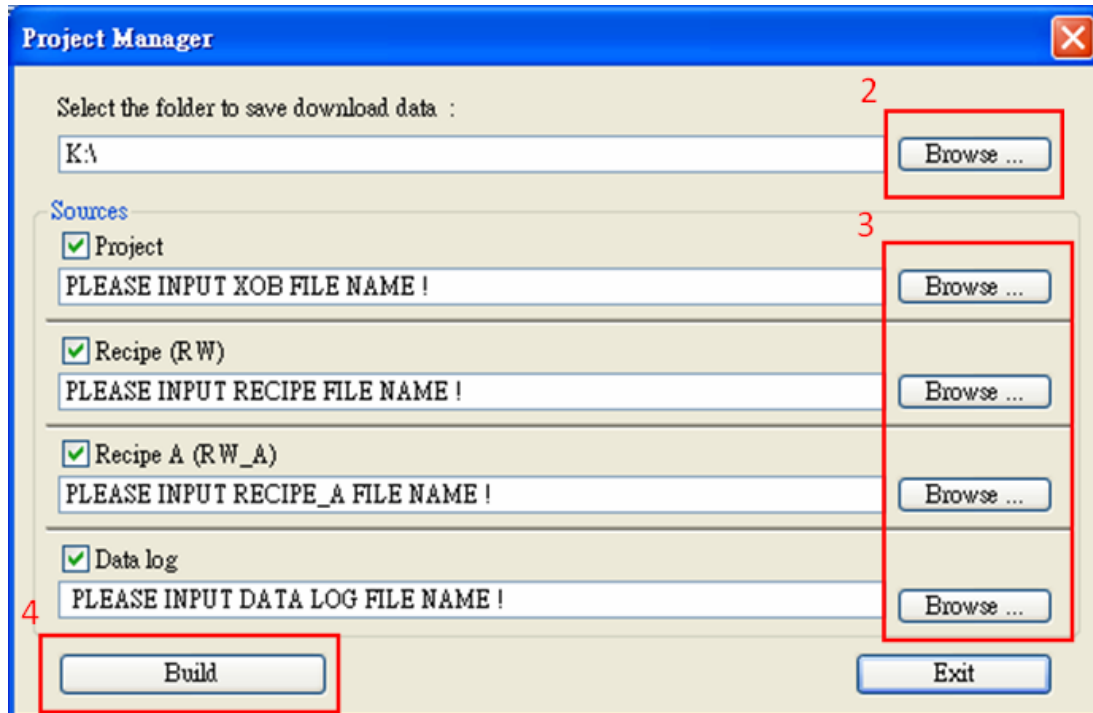 Project Manager
Select the folder to save download data :
2
K:\
Browse ...
Sources
3
Project
PLEASE INPUT XOB FILE NAME !
Browse ...
Recipe (RW)
PLEASE INPUT RECIPE FILE NAME !
Browse ...
Recipe A (RW_A)
PLEASE INPUT RECIPE_A FILE NAME !
Browse ...
Data log
PLEASE INPUT DATA LOG FILE NAME !
Browse ...
4
Build
Exit